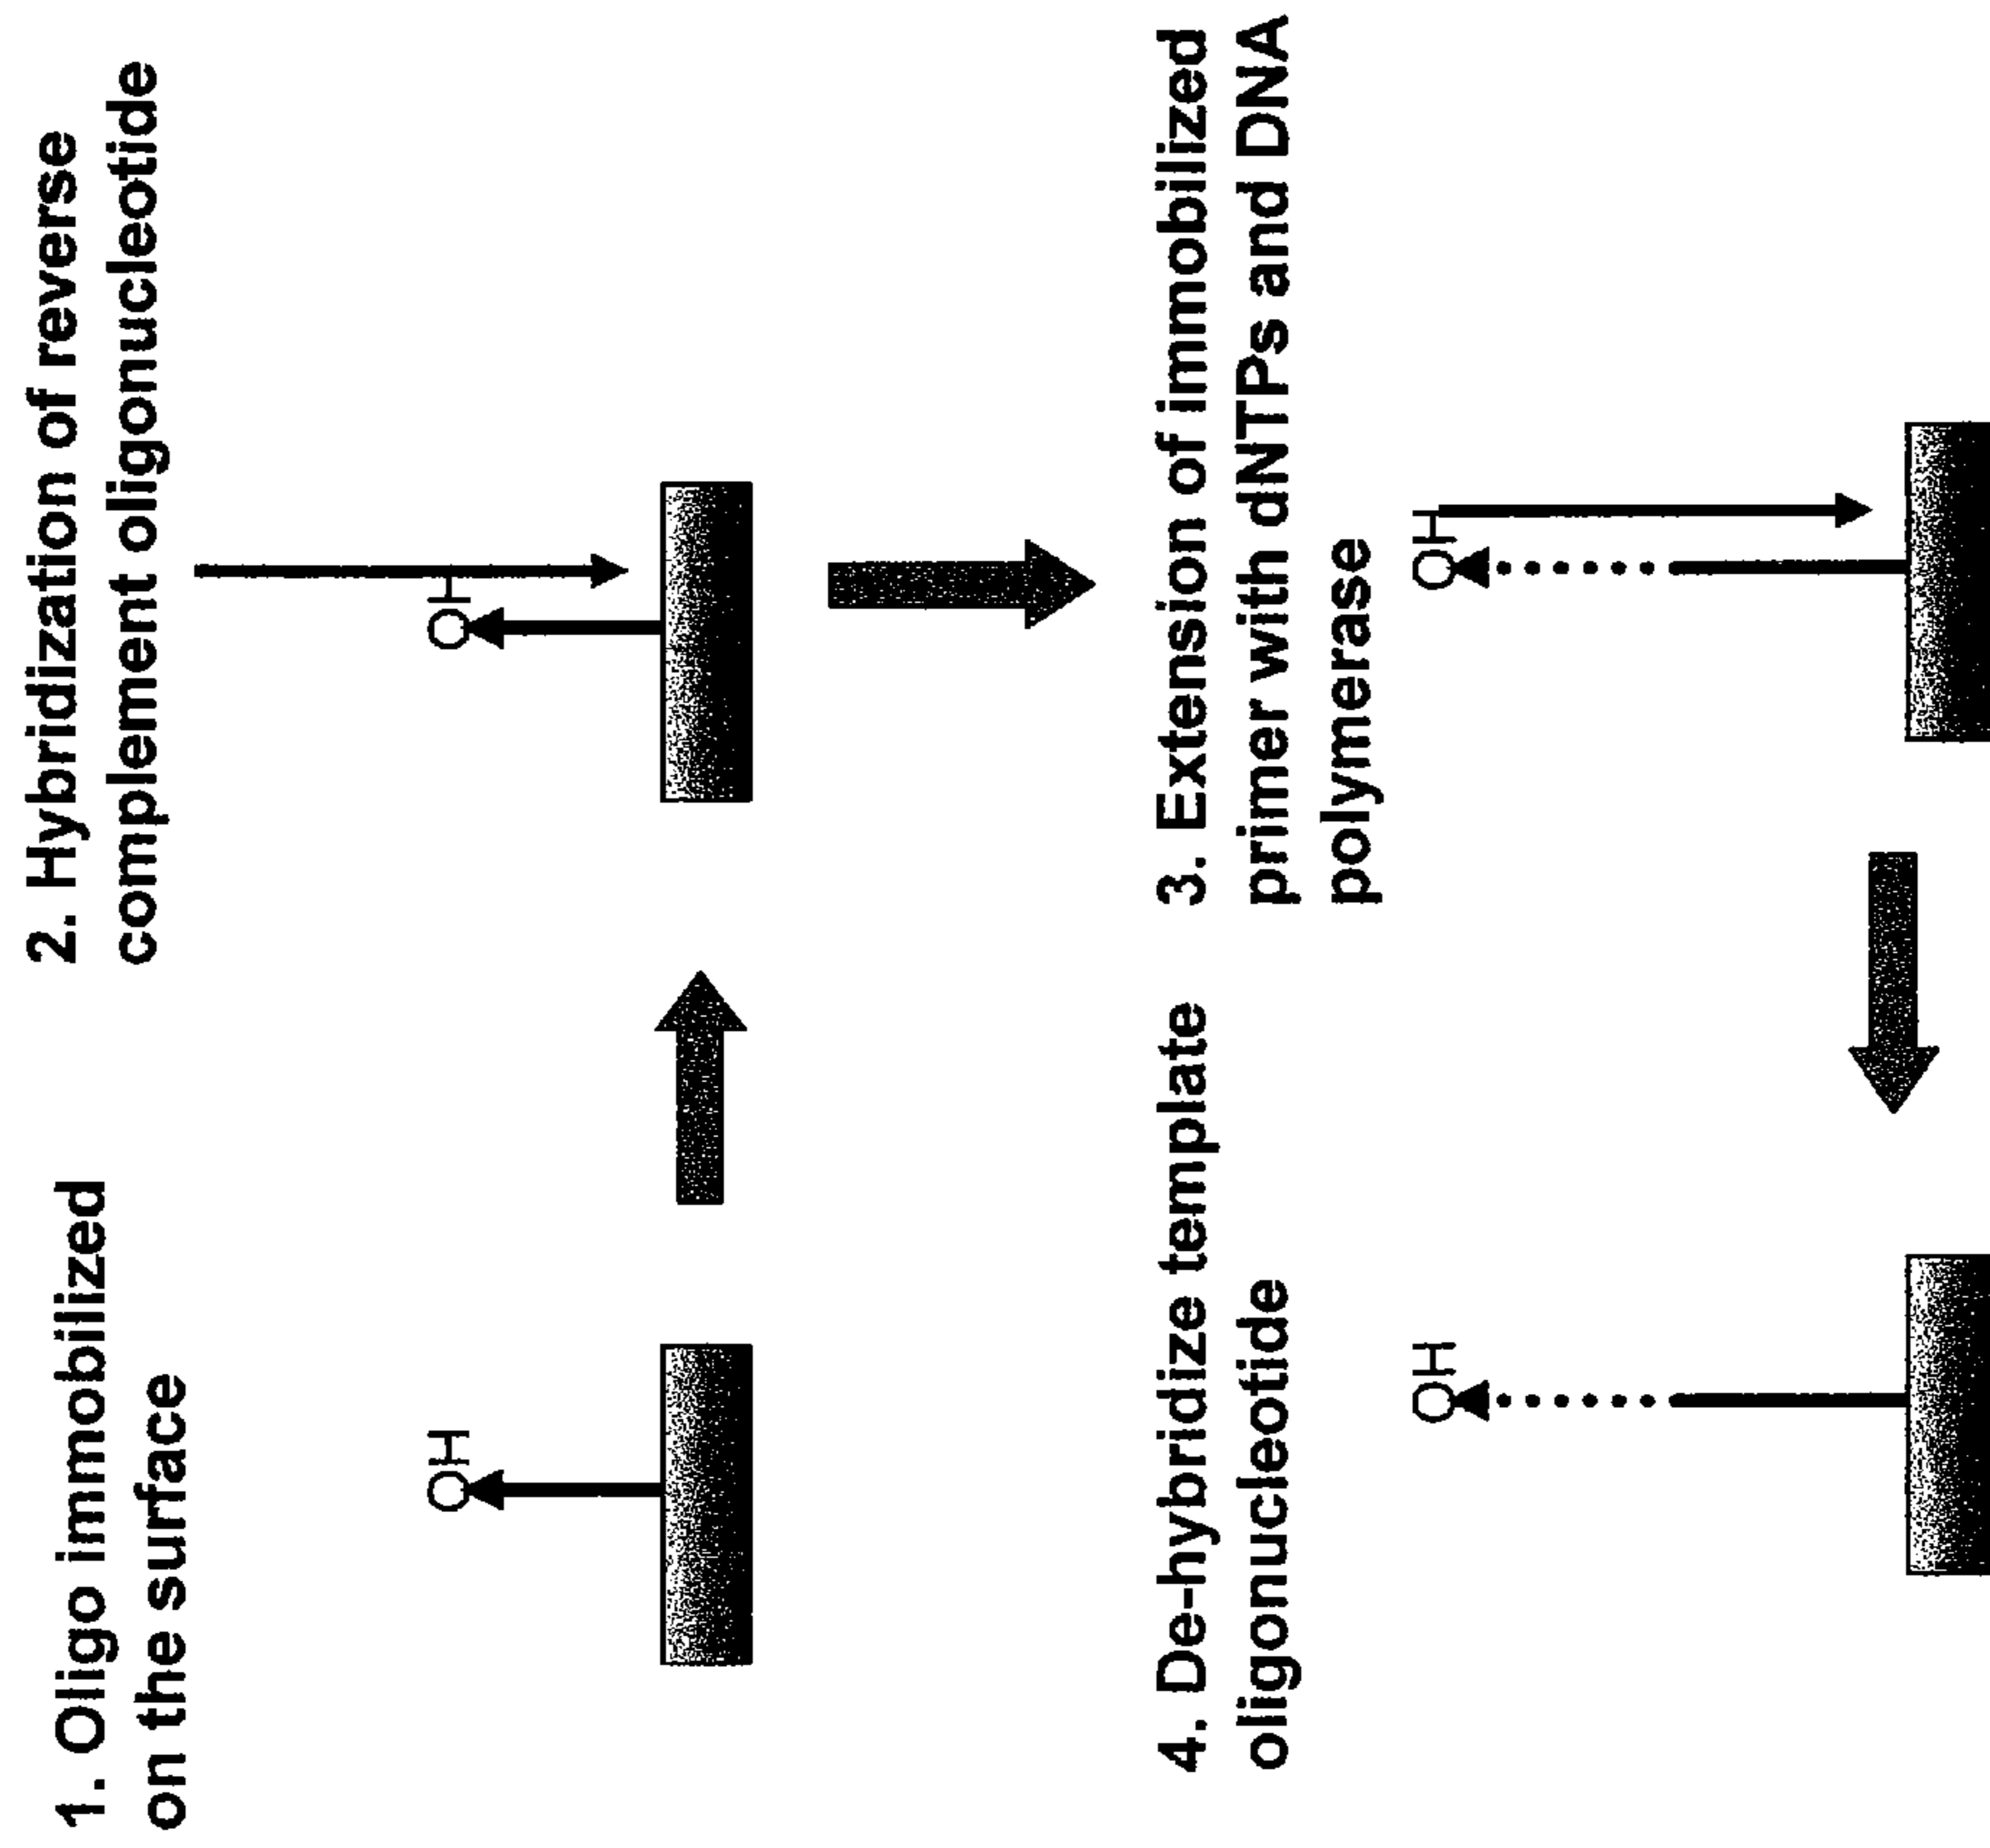 1. Oligo immobilized
on the surface
OH
2. Hybridization of reverse
complement oligonucleotide
OH
3. Extension of immobilized
primer with dNTPs and DNA
polymerase
OH
4. De-hybridize template
oligonucleotide
OH